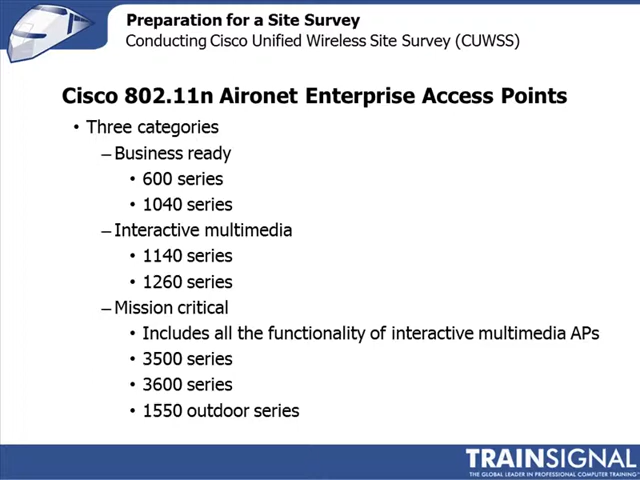 Preparation for a Site Survey
Conducting Cisco Unified Wireless Site Survey (CUWSS)
Cisco 802.11n Aironet Enterprise Access Points
• Three categories
– Business ready
• 600 series
• 1040 series
– Interactive multimedia
• 1140 series
• 1260 series
– Mission critical
• Includes all the functionality of interactive multimedia APs
• 3500 series
• 3600 series
• 1550 outdoor series
TRAINSIGNAL
THE GLOBAL LEADER IN PROFESSIONAL COMPUTER TRAINING